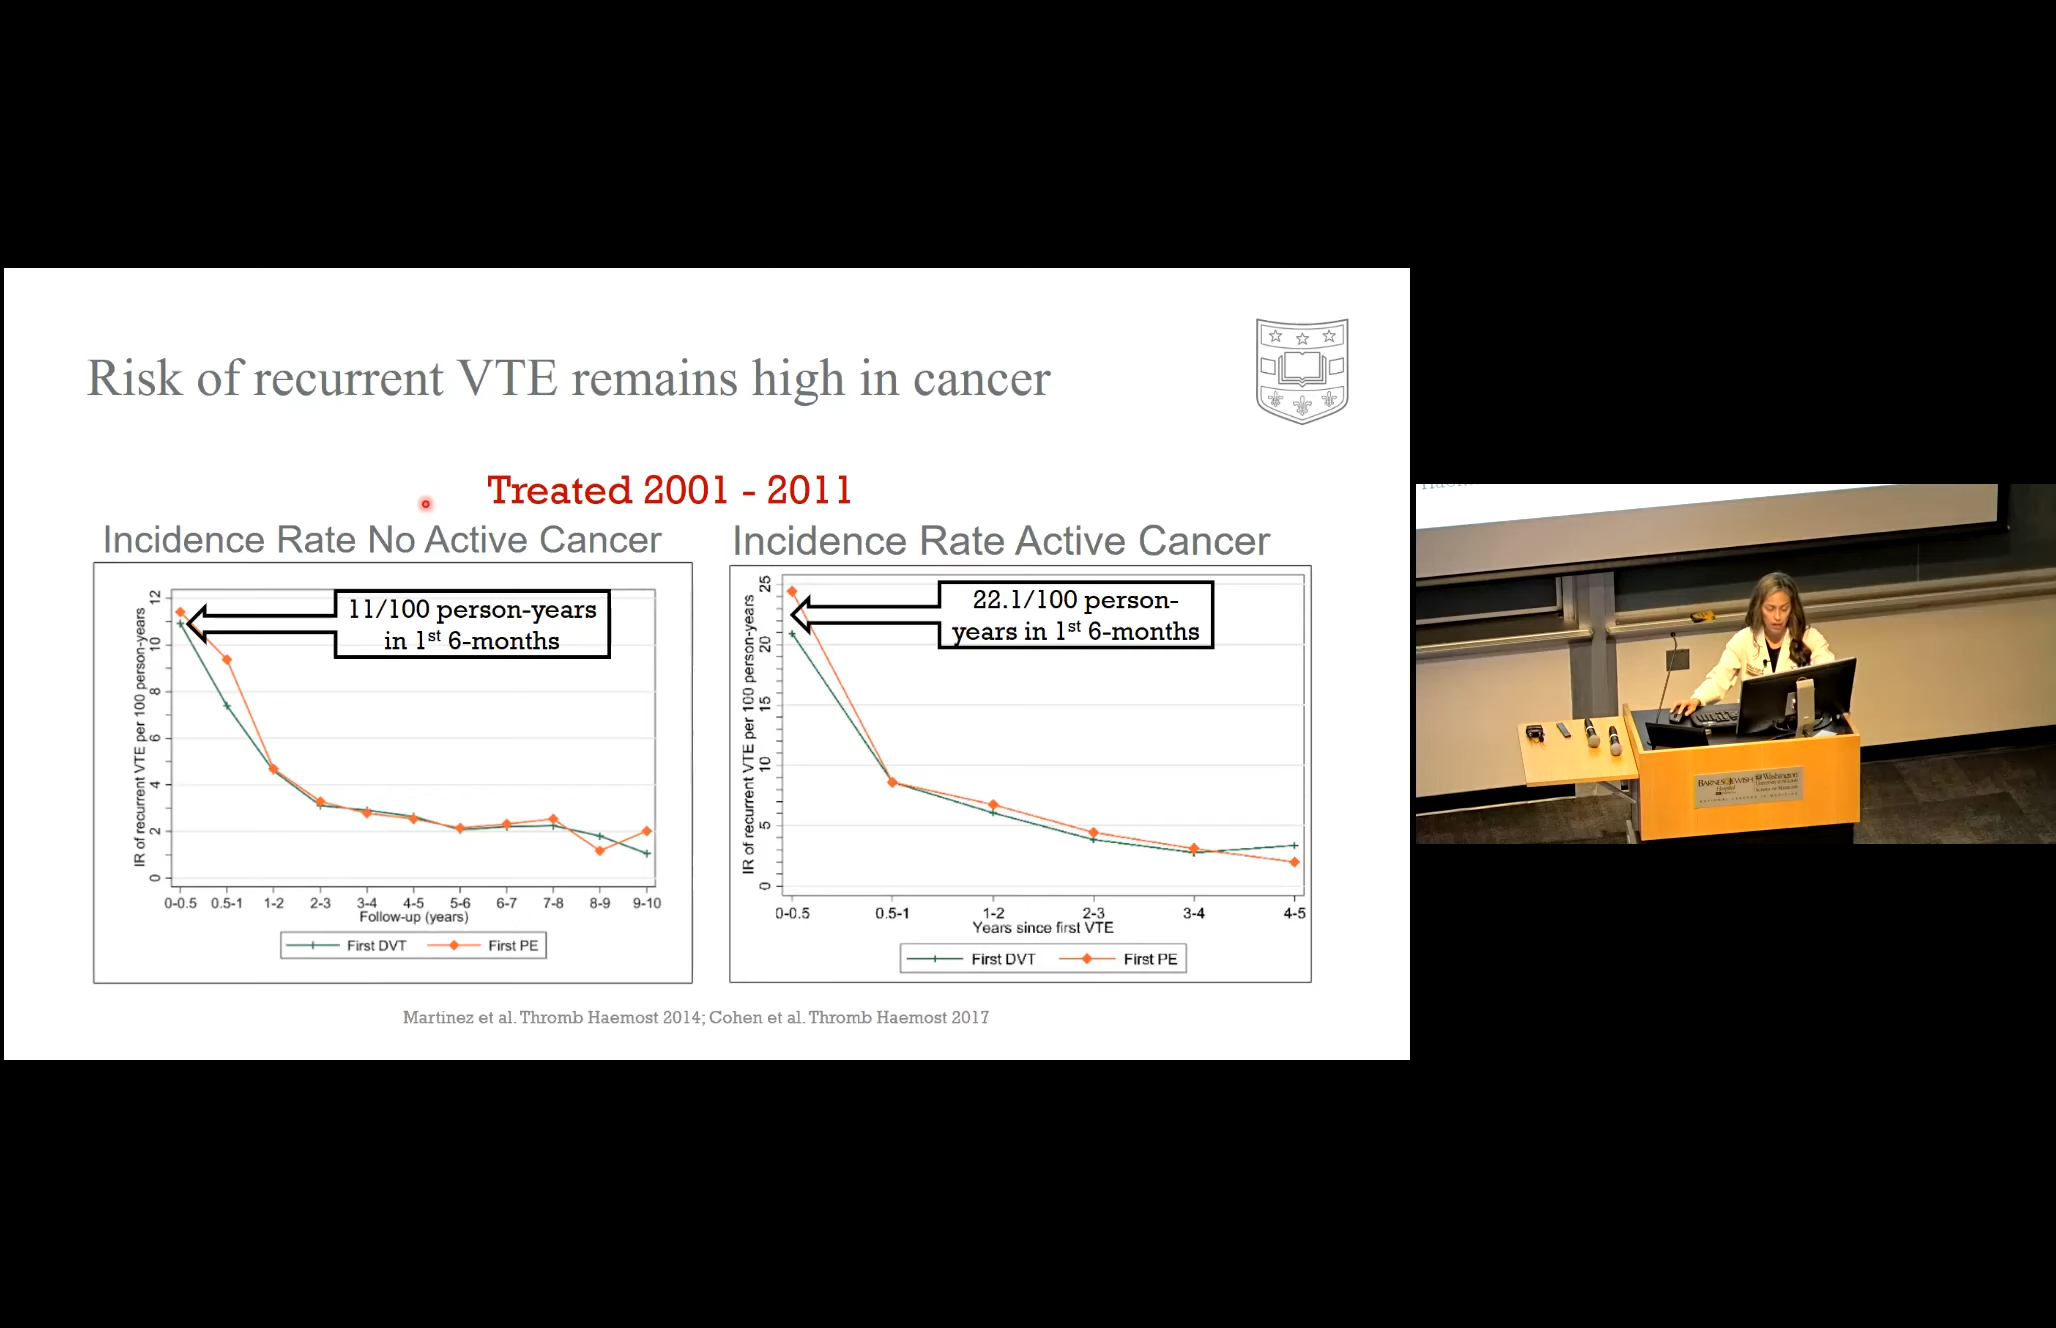 Risk of recurrent VTE remains high in cancer
Treated 2001 - 2011
Incidence Rate No Active Cancer
IR of recurrent VTE per 100 person-years
12
10
8
6
4
2
0
11/100 person-years
in 1st 6-months
0-0.5 0.5-1 1-2 2-3 3-4 4-5 5-6 6-7 7-8 8-9 9-10
Follow-up (years)
First DVT First PE
Incidence Rate Active Cancer
IR of recurrent VTE per 100 person-years
25
20
15
10
5
0
22.1/100 person-
years in 1st 6-months
0-0.5 0.5-1 1-2 2-3 3-4 4-5
Years since first VTE
First DVT First PE
Martinez et al. Thromb Haemost 2014; Cohen et al. Thromb Haemost 2017
BARNES JEWISH
Hospital
Washington